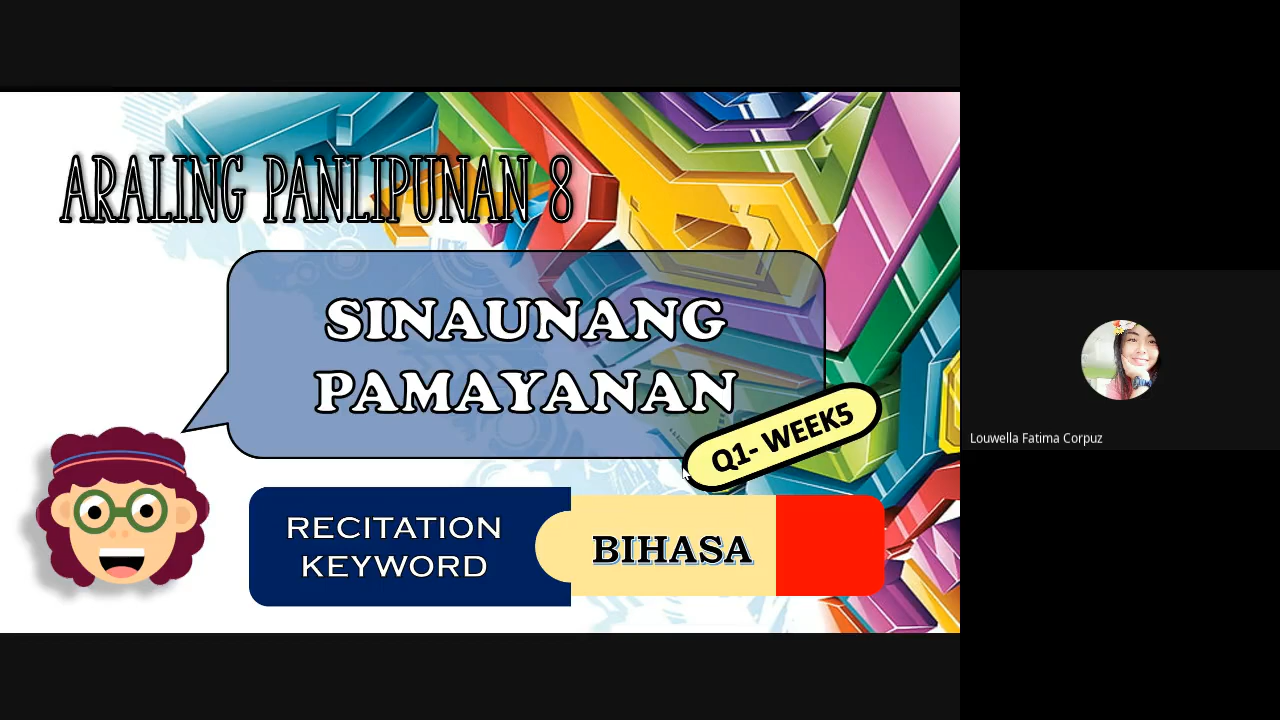 ARALING PANLIPUNAN 8
SINAUNANG
PAMAYANAN
Q1- WEEK5
RECITATION
KEYWORD
BIHASA
Louwella Fatima Corpuz